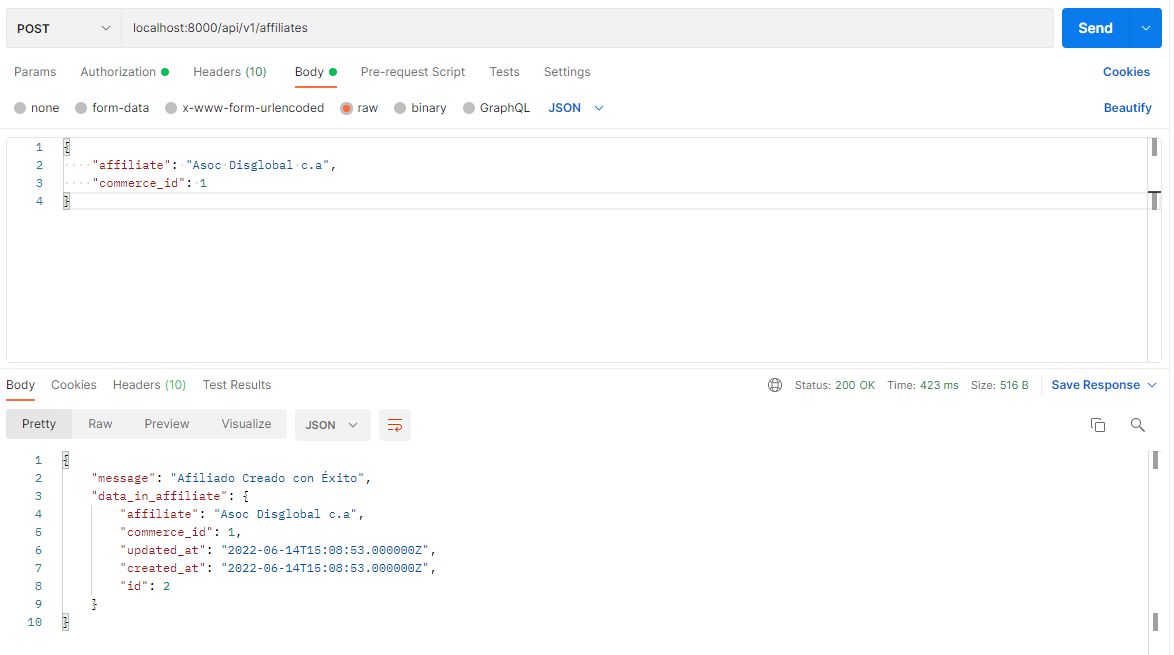 POST localhost:8000/api/v1/affiliates Send
Params Authorization Headers (10) Body Pre-request Script Tests Settings Cookies
none form-data x-www-form-urlencoded raw binary GraphQL JSON Beautify
1 {
2 "affiliate": "Asoc Disglobal c.a",
3 "commerce_id": 1
4 }
Body Cookies Headers (10) Test Results Status: 200 OK Time: 423 ms Size: 516 B Save Response
Pretty Raw Preview Visualize JSON
1 {
2 "message": "Afiliado Creado con Éxito",
3 "data_in_affiliate": {
4 "affiliate": "Asoc Disglobal c.a",
5 "commerce_id": 1,
6 "updated_at": "2022-06-14T15:08:53.000000Z",
7 "created_at": "2022-06-14T15:08:53.000000Z",
8 "id": 2
9 }
10 }